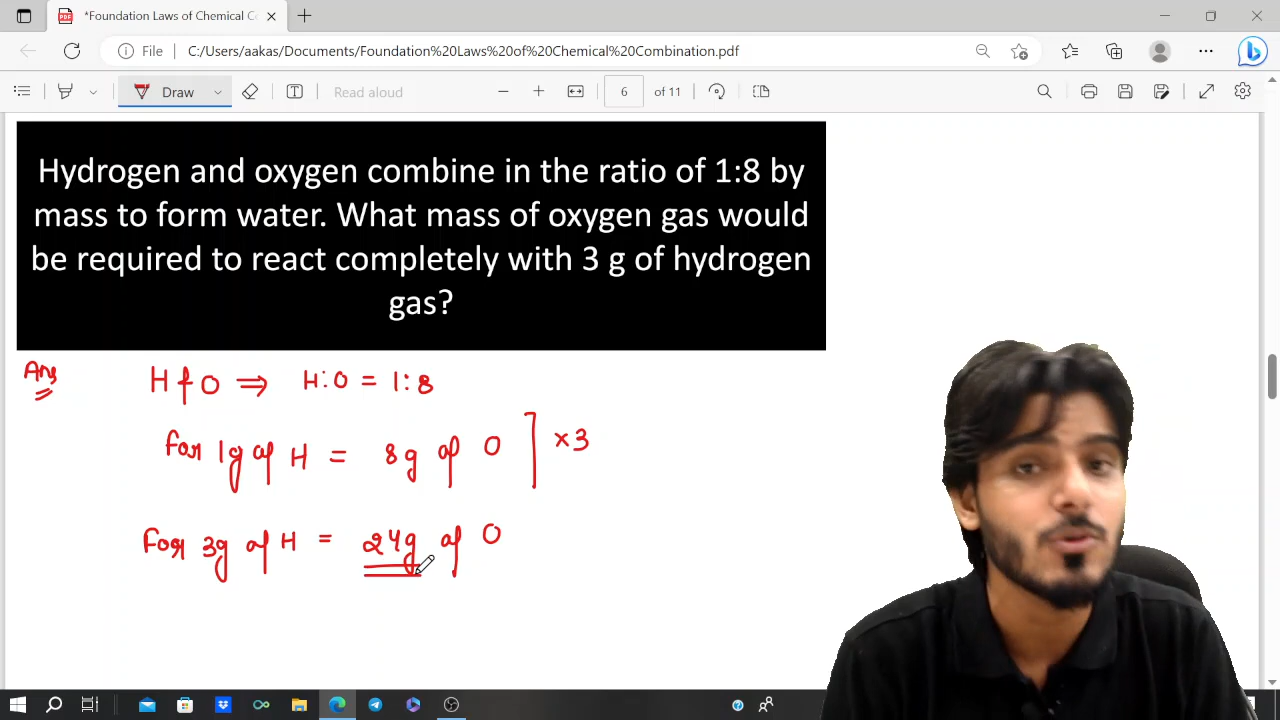 *Foundation Laws of Chemical Co
File
C:/Users/aakas/Documents/Foundation%20Laws%20of%20Chemical%20Combination.pdf
Draw
Read aloud
6
of 11
Hydrogen and oxygen combine in the ratio of 1:8 by
mass to form water. What mass of oxygen gas would
be required to react completely with 3 g of hydrogen
gas?
Ans
H & O ⇒ H:O = 1:8
For 1g of H = 8g of O ] ×3
For 3g of H = 24g of O